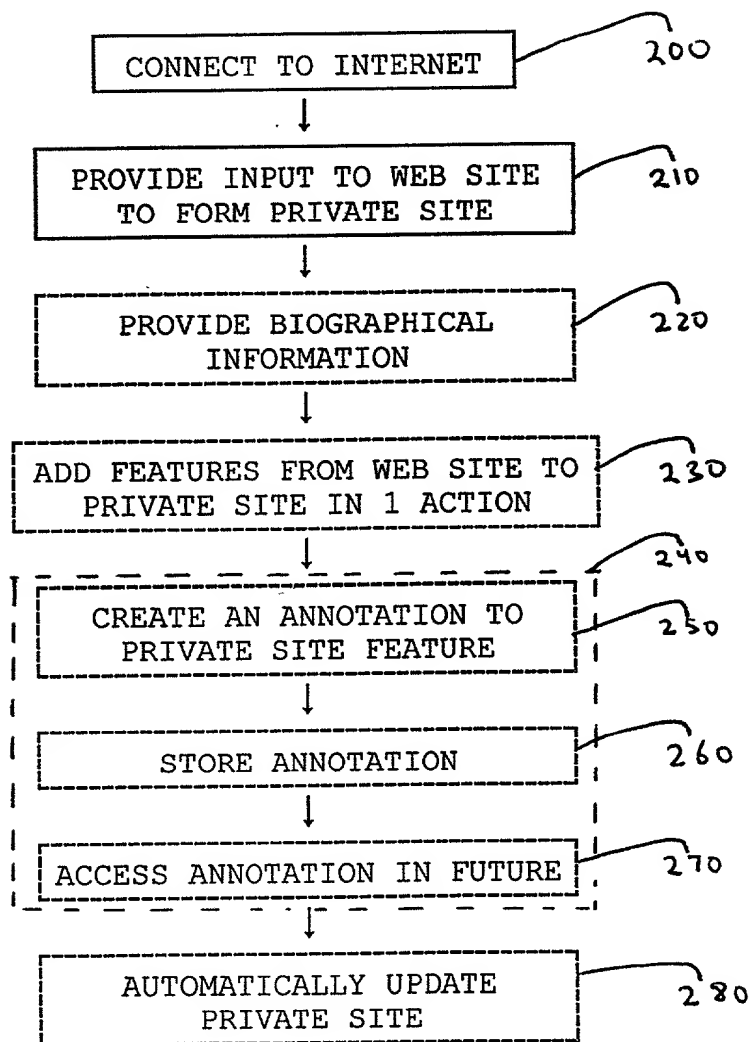 CONNECT TO INTERNET
200
PROVIDE INPUT TO WEB SITE
TO FORM PRIVATE SITE
210
PROVIDE BIOGRAPHICAL
INFORMATION
220
ADD FEATURES FROM WEB SITE TO
PRIVATE SITE IN 1 ACTION
230
240
CREATE AN ANNOTATION TO
PRIVATE SITE FEATURE
250
STORE ANNOTATION
260
ACCESS ANNOTATION IN FUTURE
270
AUTOMATICALLY UPDATE
PRIVATE SITE
280